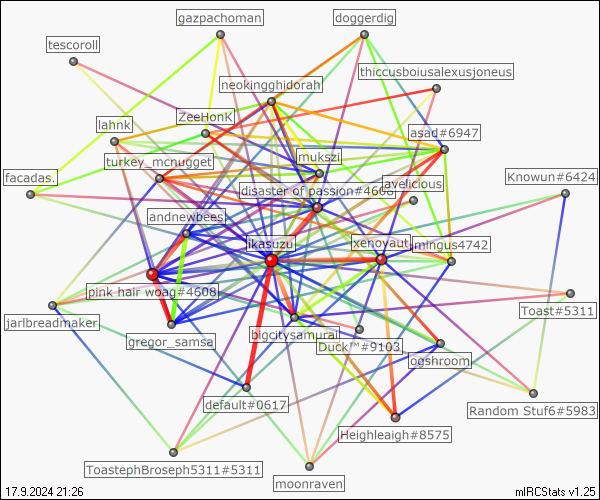 gazpachoman
doggerdig
tescoroll
thiccusboiusalexusjoneus
neokingghidorah
ZeeHonK
lahnk
asad#6947
mukszi
turkey_mcnugget
facadas.
disaster of passion#4663
Knowun#6424
andnewbees
ikasuzu
xenoyaut
mingus4742
pink hair woag#4608
Toast#5311
jarlbreadmaker
gregor_samsa
bigcitysamurai
Duck™#9103
ogshroom
default#0617
Random Stuf6#5983
Heighleaigh#8575
ToastephBroseph5311#5311
moonraven
17.9.2024 21:26
mIRCStats v1.25